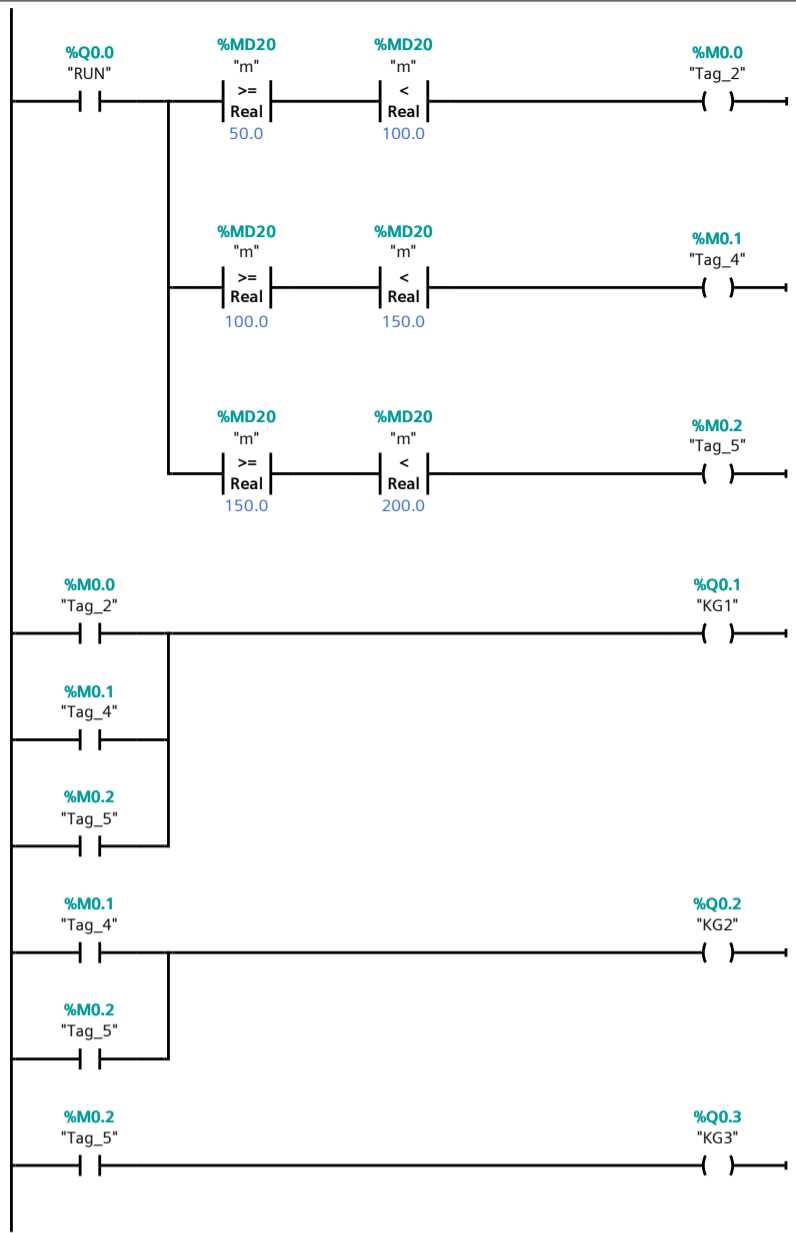 %Q0.0
"RUN"
%MD20
"m"
>=
Real
50.0
%MD20
"m"
<
Real
100.0
%M0.0
"Tag_2"
%MD20
"m"
>=
Real
100.0
%MD20
"m"
<
Real
150.0
%M0.1
"Tag_4"
%MD20
"m"
>=
Real
150.0
%MD20
"m"
<
Real
200.0
%M0.2
"Tag_5"
%M0.0
"Tag_2"
%Q0.1
"KG1"
%M0.1
"Tag_4"
%M0.2
"Tag_5"
%M0.1
"Tag_4"
%Q0.2
"KG2"
%M0.2
"Tag_5"
%M0.2
"Tag_5"
%Q0.3
"KG3"